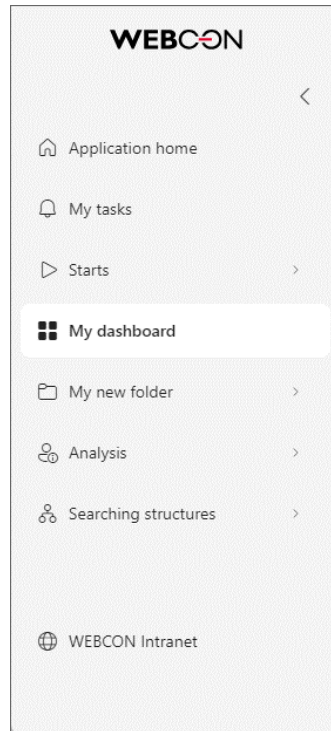 WEBCON
Application home
My tasks
Starts
My dashboard
My new folder
Analysis
Searching structures
WEBCON Intranet